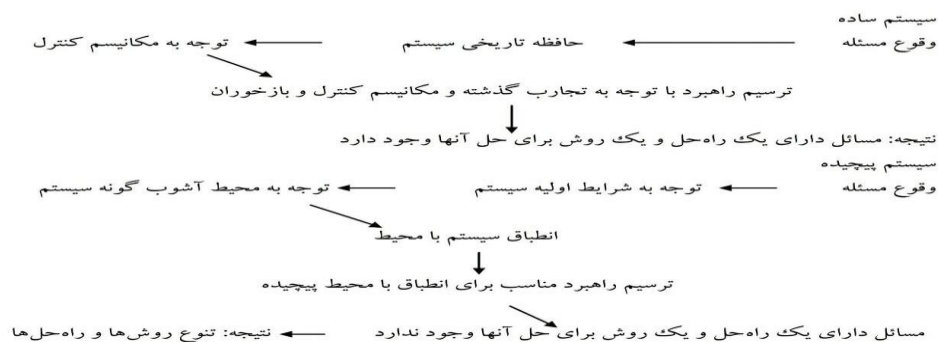 سیستم ساده
وقوع مسئله حافظه تاریخی سیستم توجه به مکانیسم کنترل
ترسیم راهبرد با توجه به تجارب گذشته و مکانیسم کنترل و بازخوران
نتیجه: مسائل دارای یک راه‌حل و یک روش برای حل آنها وجود دارد
سیستم پیچیده
وقوع مسئله توجه به شرایط اولیه سیستم توجه به محیط آشوب گونه سیستم
انطباق سیستم با محیط
ترسیم راهبرد مناسب برای انطباق با محیط پیچیده
مسائل دارای یک راه‌حل و یک روش برای حل آنها وجود ندارد نتیجه: تنوع روش‌ها و راه‌حل‌ها